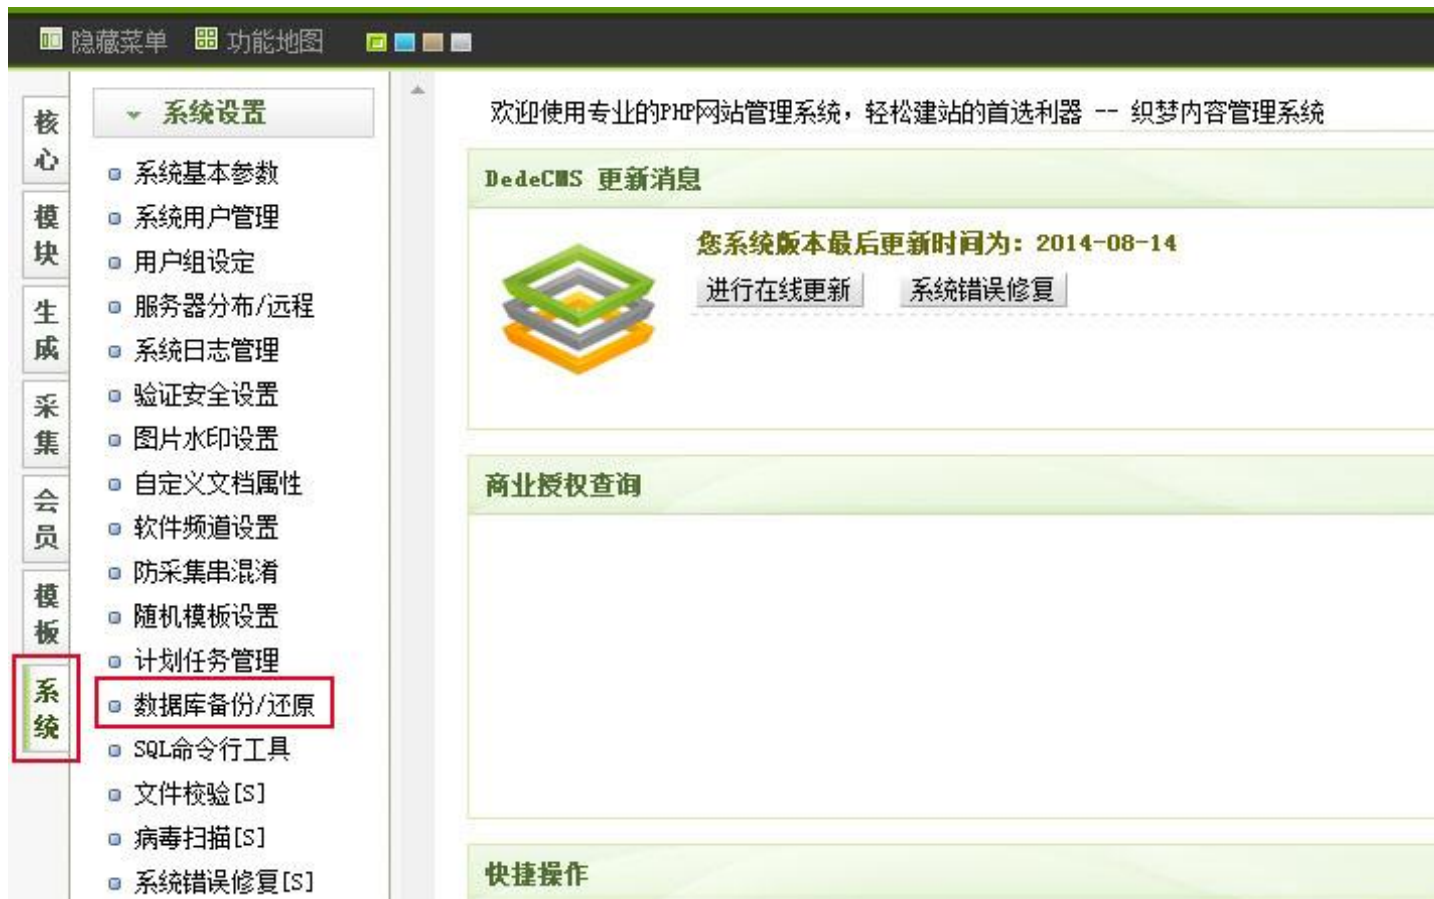 隐藏菜单 功能地图
核心
模块
生成
采集
会员
模板
系统
系统设置
系统基本参数
系统用户管理
用户组设定
服务器分布/远程
系统日志管理
验证安全设置
图片水印设置
自定义文档属性
软件频道设置
防采集串混淆
随机模板设置
计划任务管理
数据库备份/还原
SQL命令行工具
文件校验[S]
病毒扫描[S]
系统错误修复[S]
欢迎使用专业的PHP网站管理系统，轻松建站的首选利器 -- 织梦内容管理系统
DedeCMS 更新消息
您系统版本最后更新时间为：2014-08-14
进行在线更新 系统错误修复
商业授权查询
快捷操作